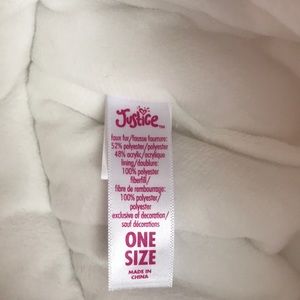 Justice™
faux fur/fausse fourrure:
52% polyester/polyester
48% acrylic/acrylique
lining/doublure:
100% polyester
fiberfill/
fibre de rembourrage:
100% polyester/
polyester
exclusive of decoration/
sauf décorations
ONE
SIZE
MADE IN
CHINA